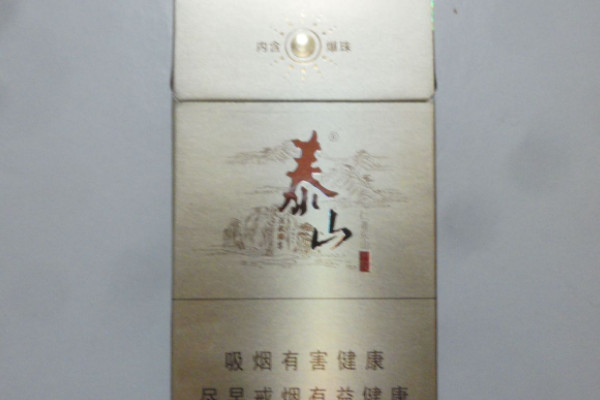 内含 爆珠
泰山
吸烟有害健康
尽早戒烟有益健康